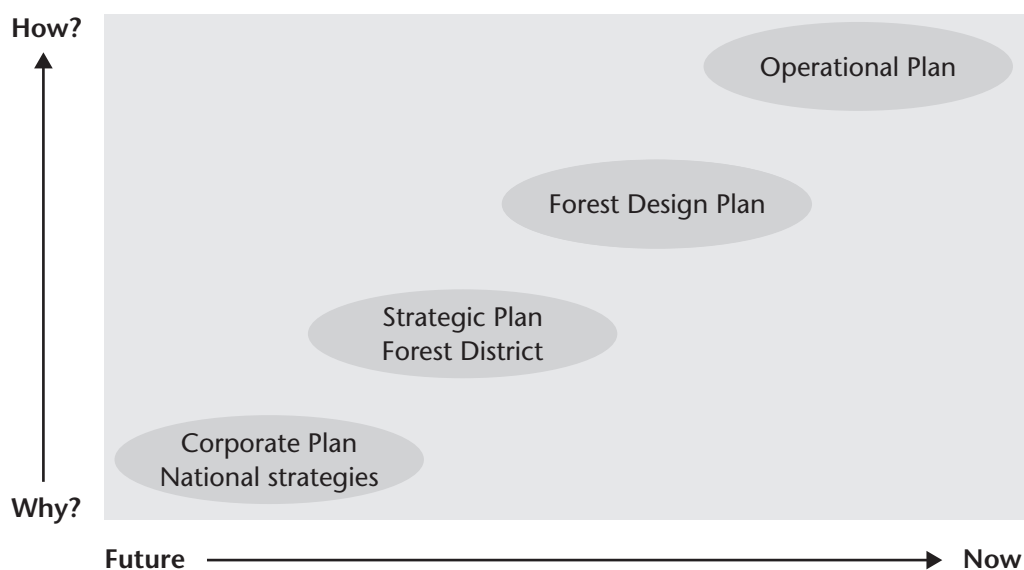 How?
Operational Plan
Forest Design Plan
Strategic Plan
Forest District
Corporate Plan
National strategies
Why?
Future
Now